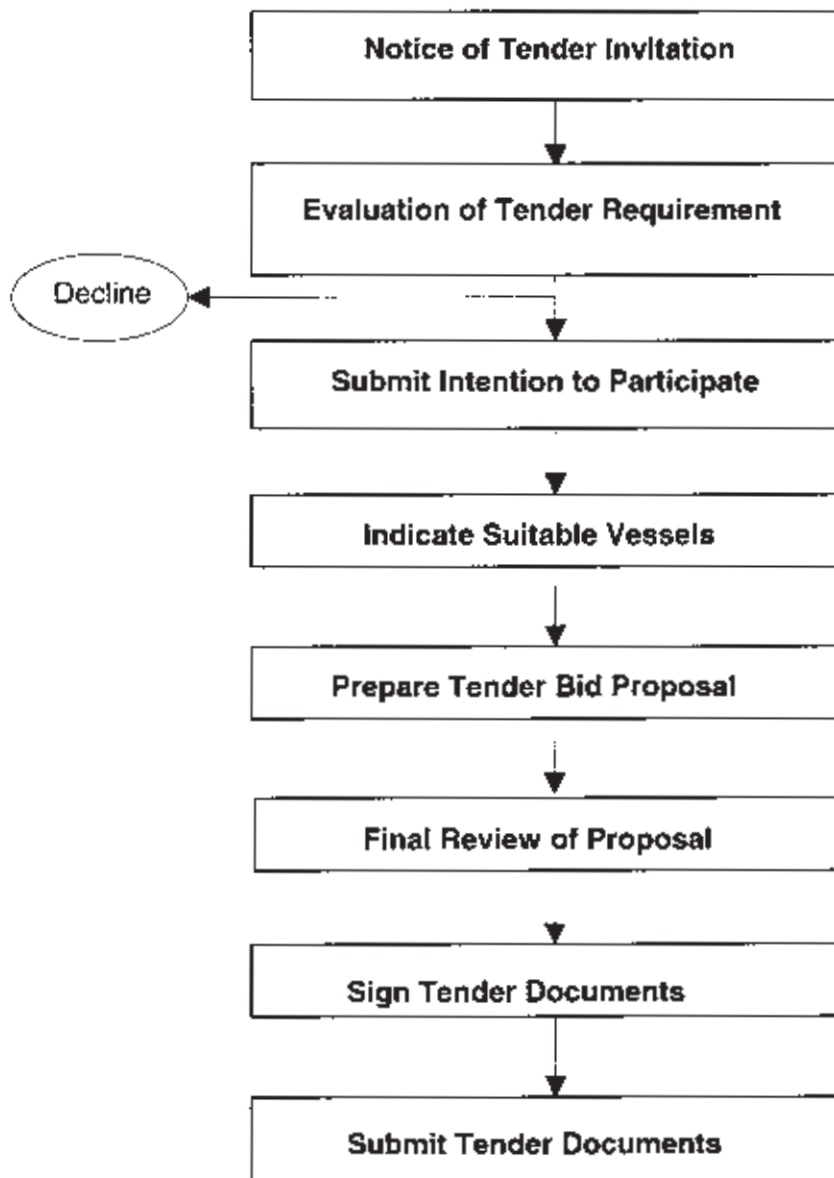 Notice of Tender Invitation
Evaluation of Tender Requirement
Decline
Submit Intention to Participate
Indicate Suitable Vessels
Prepare Tender Bid Proposal
Final Review of Proposal
Sign Tender Documents
Submit Tender Documents